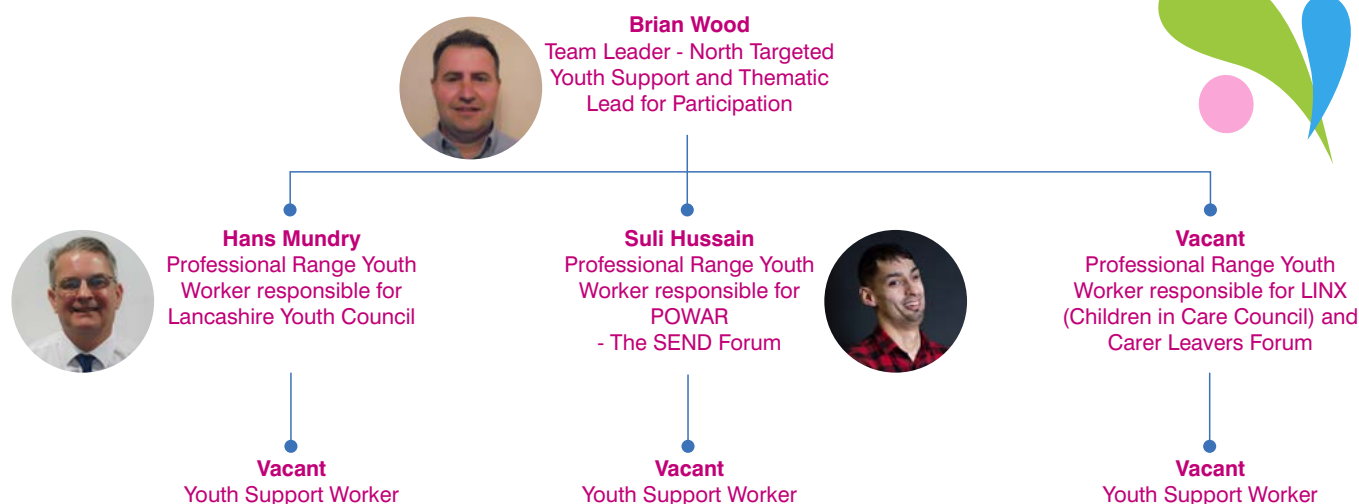 Brian Wood
Team Leader - North Targeted
Youth Support and Thematic
Lead for Participation
Hans Mundry
Professional Range Youth
Worker responsible for
Lancashire Youth Council
Suli Hussain
Professional Range Youth
Worker responsible for
POWAR
- The SEND Forum
Vacant
Professional Range Youth
Worker responsible for LINX
(Children in Care Council) and
Carer Leavers Forum
Vacant
Youth Support Worker
Vacant
Youth Support Worker
Vacant
Youth Support Worker